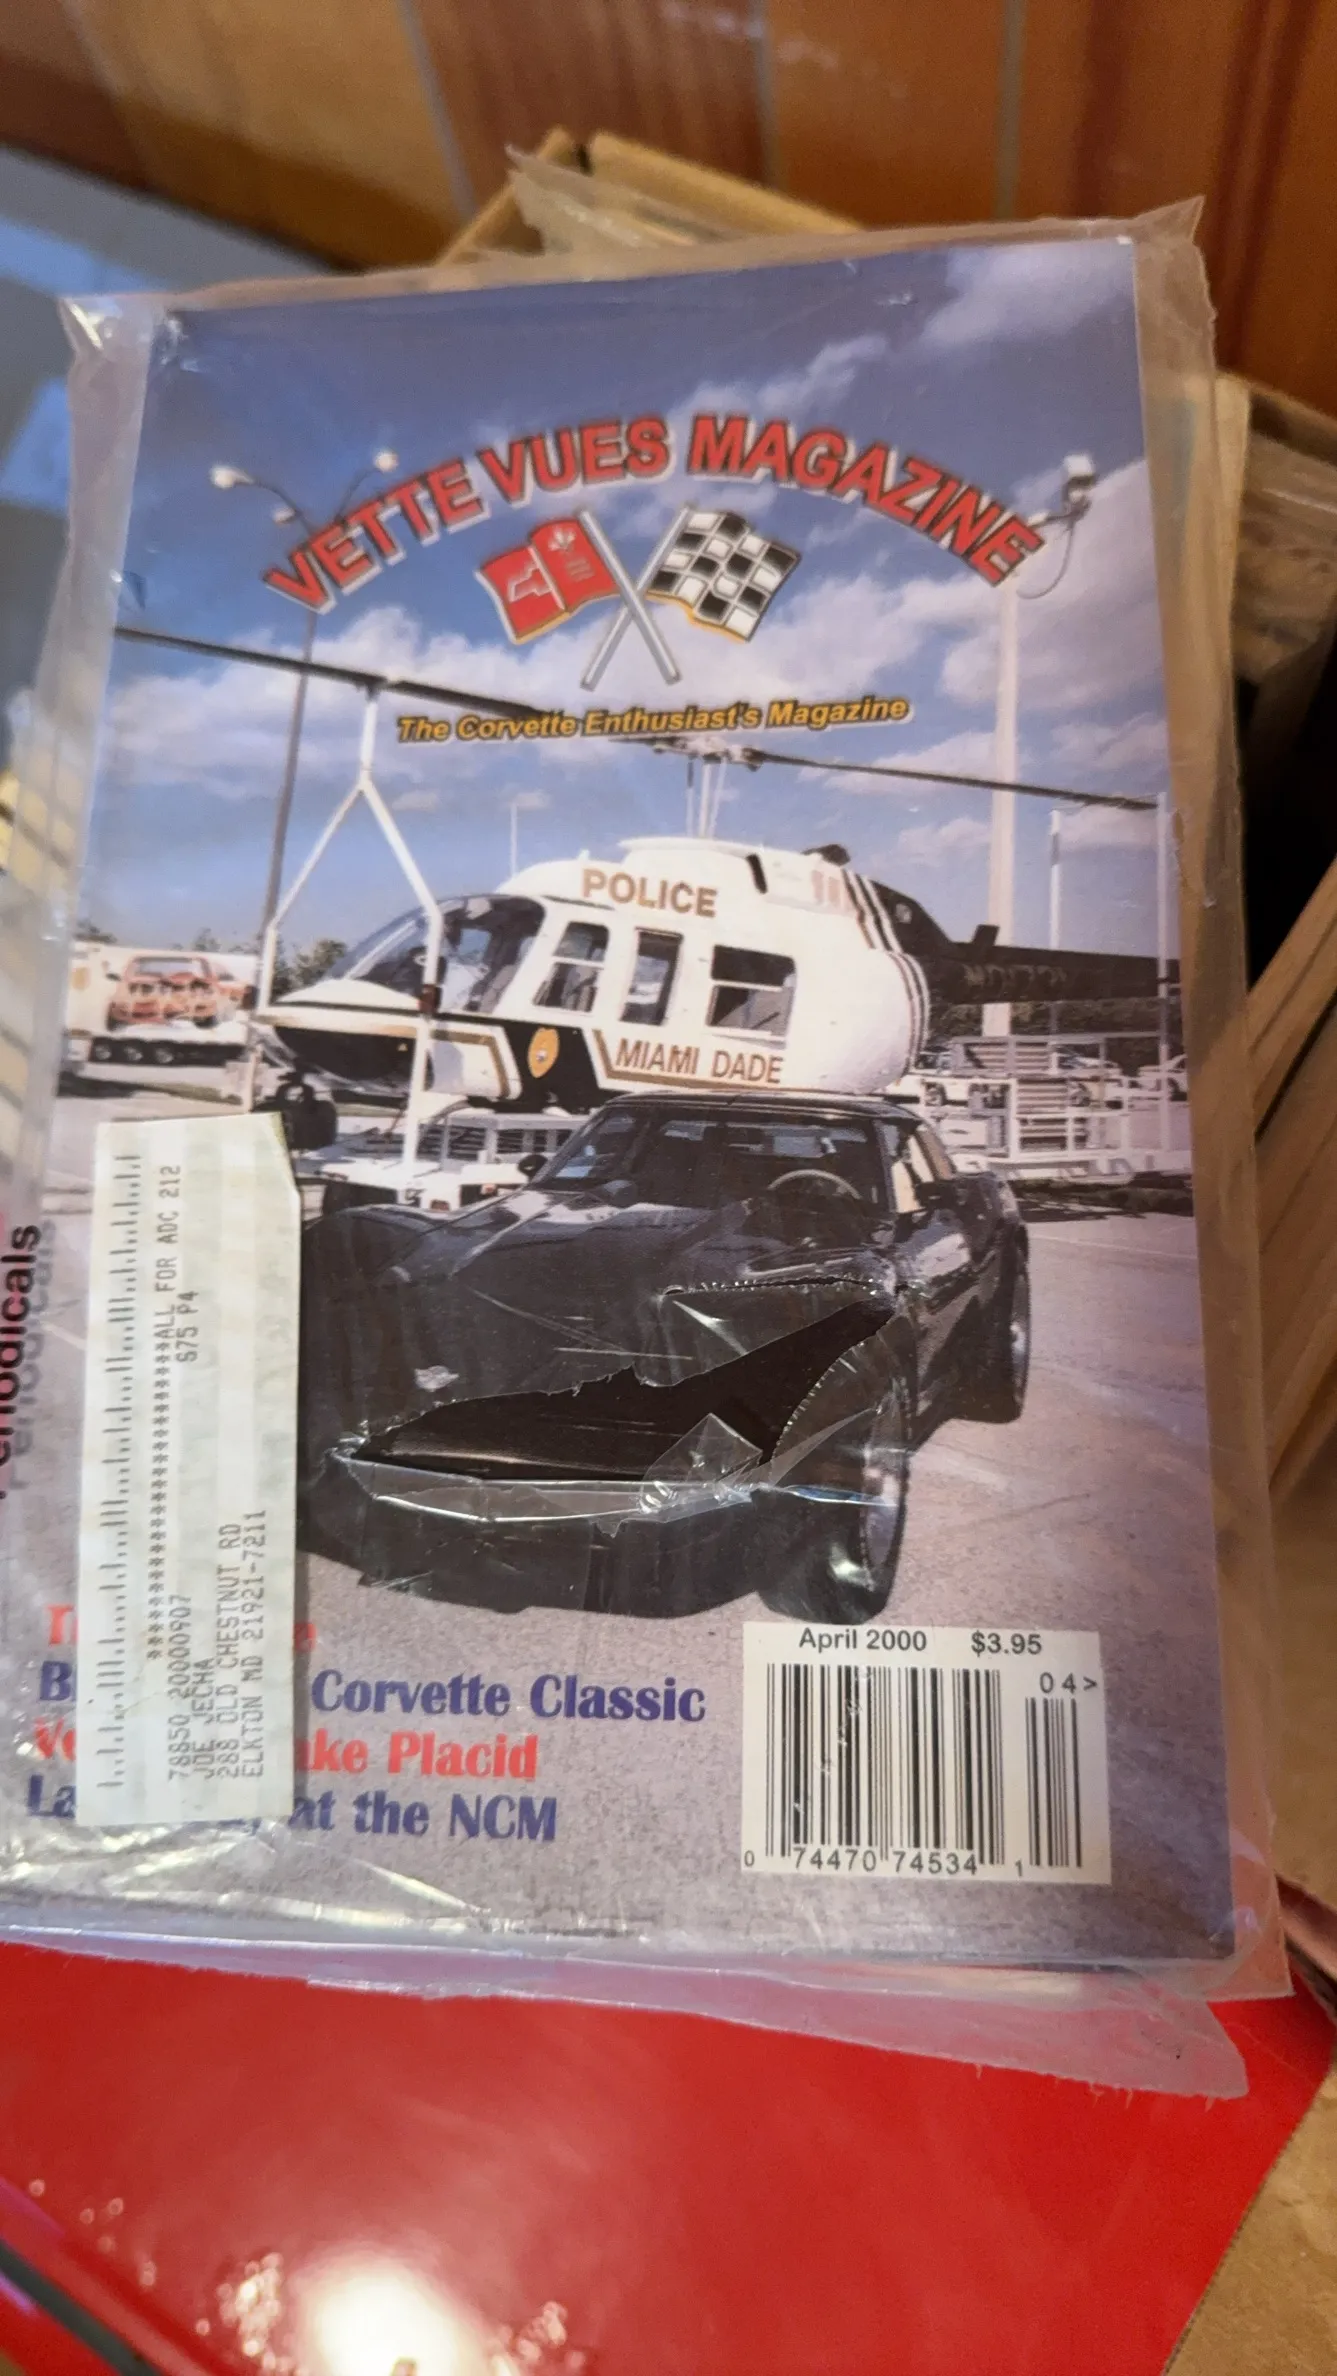 VETTE VUES MAGAZINE
The Corvette Enthusiast's Magazine
POLICE
MIAMI DADE
Periodicals
ALL FOR ADC 212
S75 P4
78850 20000907
JOE JECHA
288 OLD CHESTNUT RD
ELKTON MD 21921-7211
Corvette Classic
Placid
at the NCM
April 2000 $3.95
04>
0 74470 74534 1